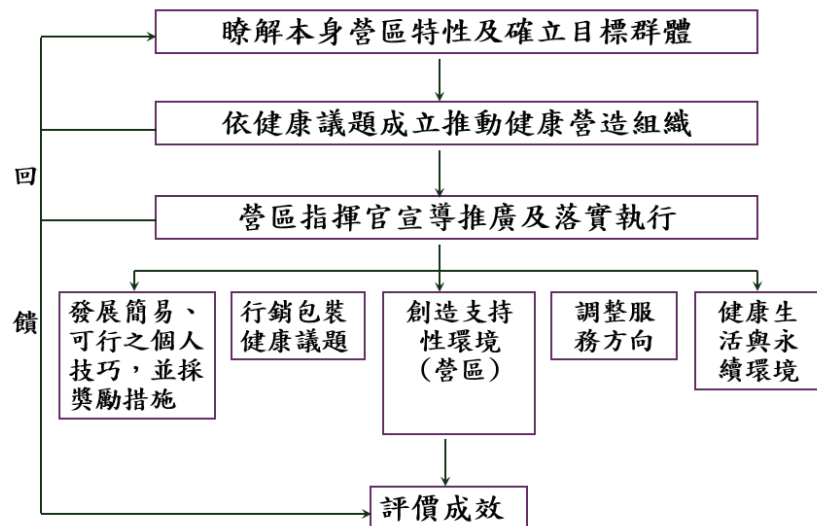 瞭解本身營區特性及確立目標群體
依健康議題成立推動健康營造組織
回
營區指揮官宣導推廣及落實執行
饋
發展簡易、
可行之個人
技巧，並採
獎勵措施
行銷包裝
健康議題
創造支持
性環境
(營區)
調整服
務方向
健康生
活與永
續環境
評價成效